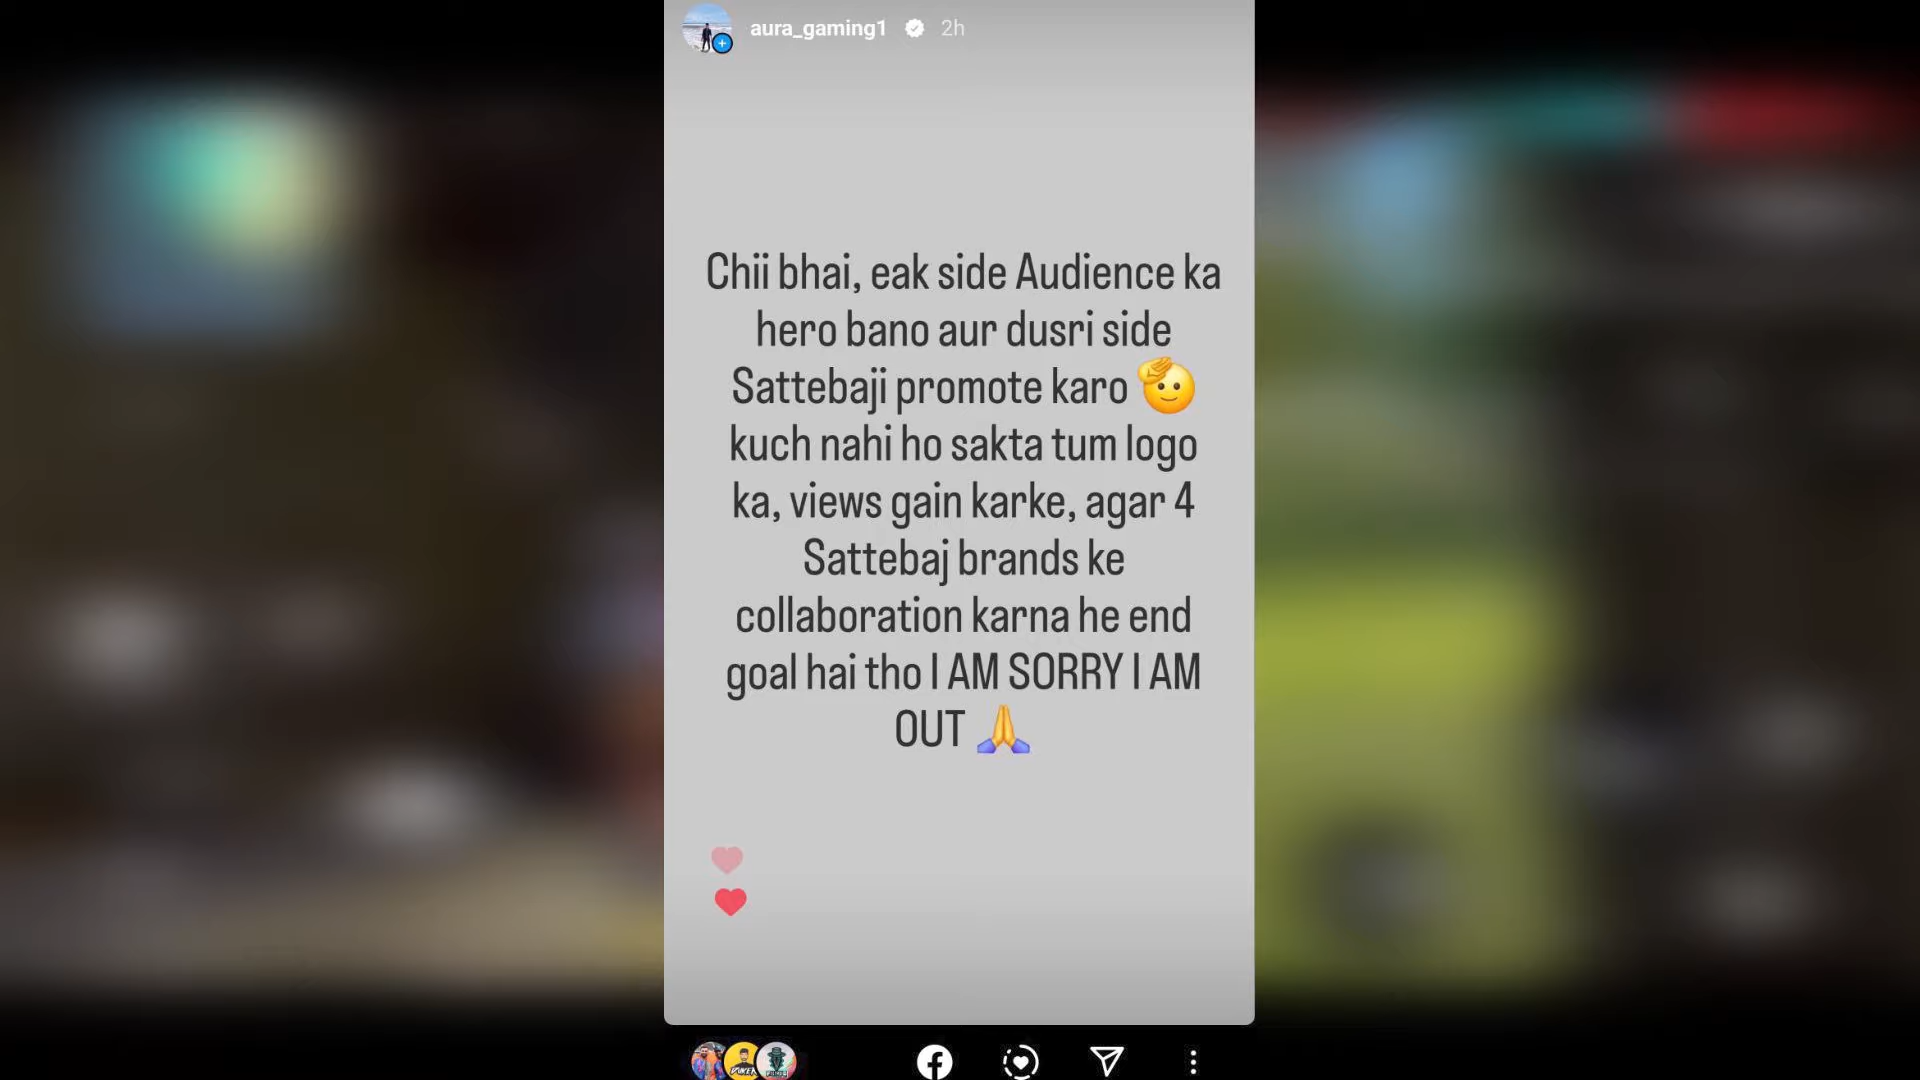 aura_gaming1 2h
Chii bhai, eak side Audience ka
hero bano aur dusri side
Sattebaji promote karo 🫡
kuch nahi ho sakta tum logo
ka, views gain karke, agar 4
Sattebaj brands ke
collaboration karna he end
goal hai tho I AM SORRY I AM
OUT 🙏